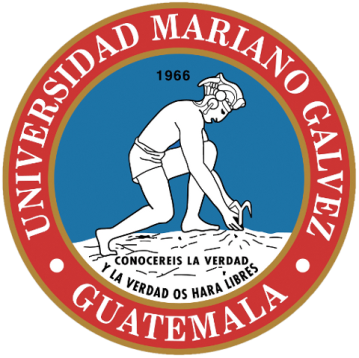 UNIVERSIDAD MARIANO GALVEZ
1966
CONOCEREIS LA VERDAD
Y LA VERDAD OS HARA LIBRES
GUATEMALA